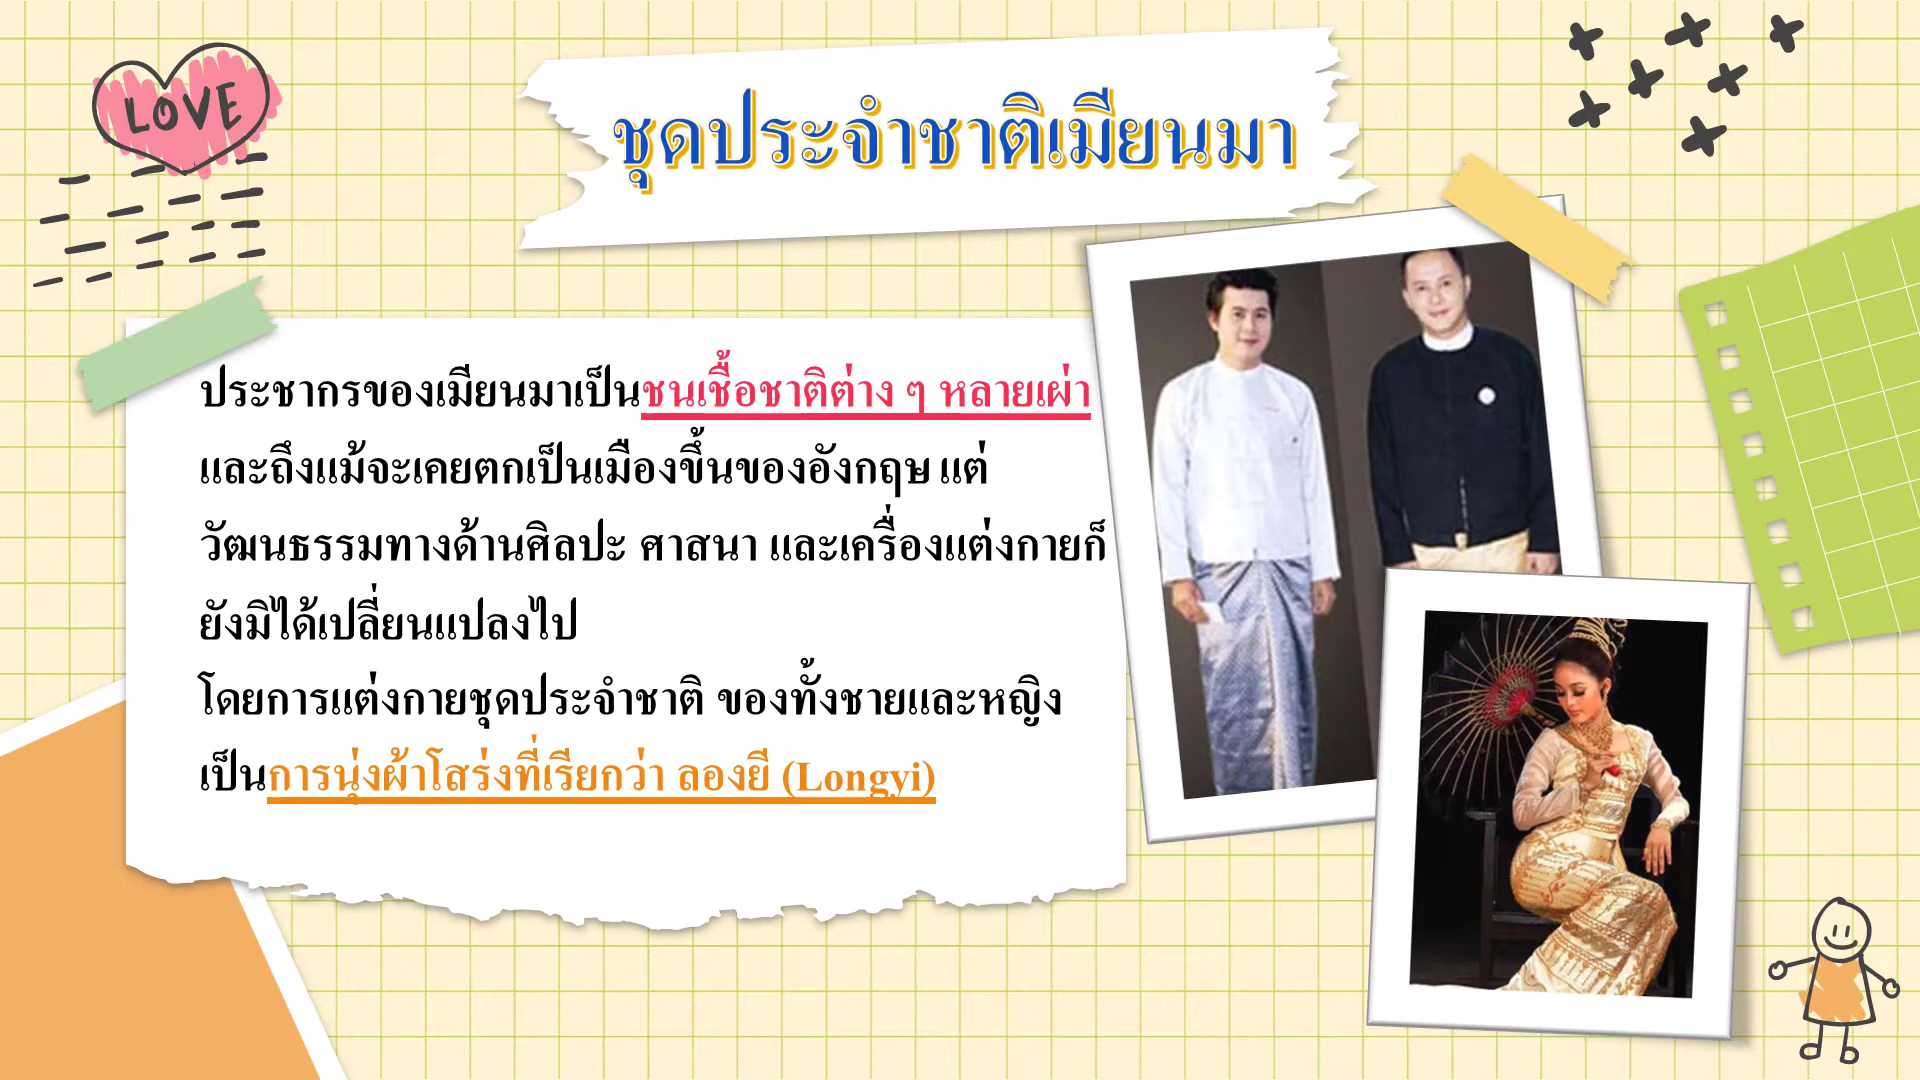 LOVE
ชุดประจำชาติเมียนมา
ประชากรของเมียนมาเป็นชนเชื้อชาติต่าง ๆ หลายเผ่า
และถึงแม้จะเคยตกเป็นเมืองขึ้นของอังกฤษ แต่
วัฒนธรรมทางด้านศิลปะ ศาสนา และเครื่องแต่งกายก็
ยังมิได้เปลี่ยนแปลงไป
โดยการแต่งกายชุดประจำชาติ ของทั้งชายและหญิง
เป็นการนุ่งผ้าโสร่งที่เรียกว่า ลองยี (Longyi)